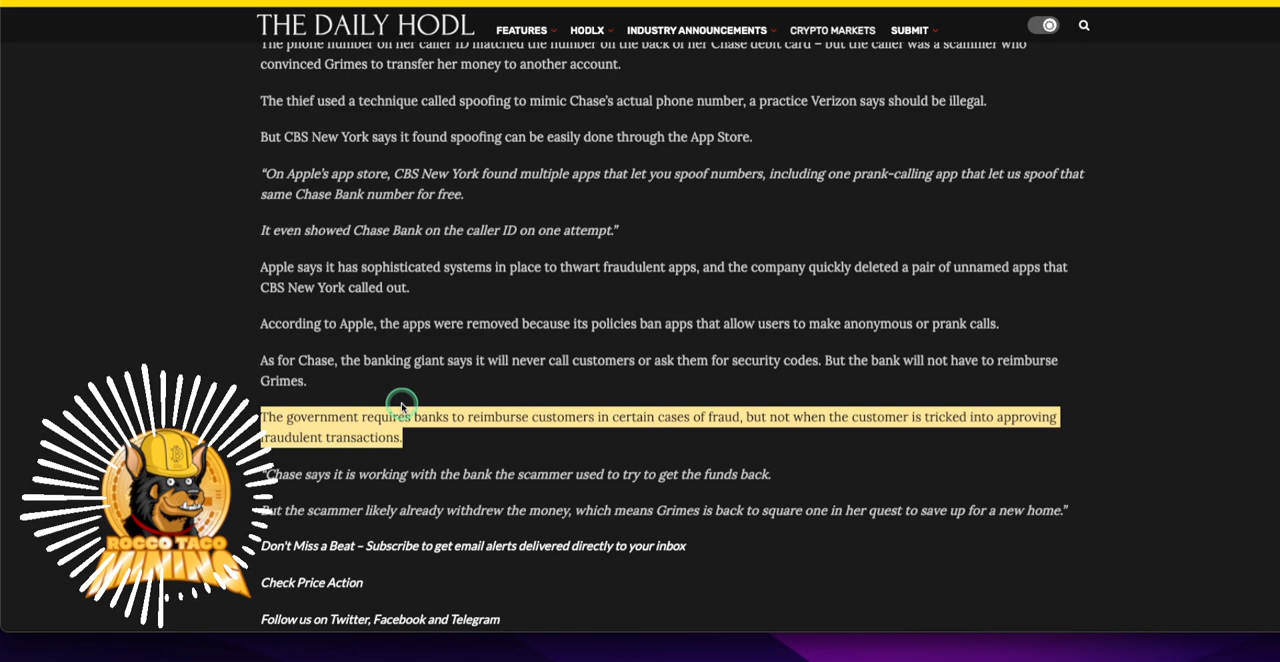 THE DAILY HODL
FEATURES HODLX INDUSTRY ANNOUNCEMENTS CRYPTO MARKETS SUBMIT
The phone number on her caller ID matched the number on the back of her Chase debit card – but the caller was a scammer who
convinced Grimes to transfer her money to another account.
The thief used a technique called spoofing to mimic Chase’s actual phone number, a practice Verizon says should be illegal.
But CBS New York says it found spoofing can be easily done through the App Store.
“On Apple’s app store, CBS New York found multiple apps that let you spoof numbers, including one prank-calling app that let us spoof that
same Chase Bank number for free.
It even showed Chase Bank on the caller ID on one attempt.”
Apple says it has sophisticated systems in place to thwart fraudulent apps, and the company quickly deleted a pair of unnamed apps that
CBS New York called out.
According to Apple, the apps were removed because its policies ban apps that allow users to make anonymous or prank calls.
As for Chase, the banking giant says it will never call customers or ask them for security codes. But the bank will not have to reimburse
Grimes.
The government requires banks to reimburse customers in certain cases of fraud, but not when the customer is tricked into approving
fraudulent transactions.
“Chase says it is working with the bank the scammer used to try to get the funds back.
But the scammer likely already withdrew the money, which means Grimes is back to square one in her quest to save up for a new home.”
Don't Miss a Beat – Subscribe to get email alerts delivered directly to your inbox
Check Price Action
Follow us on Twitter, Facebook and Telegram
ROCCO TACO
MINING